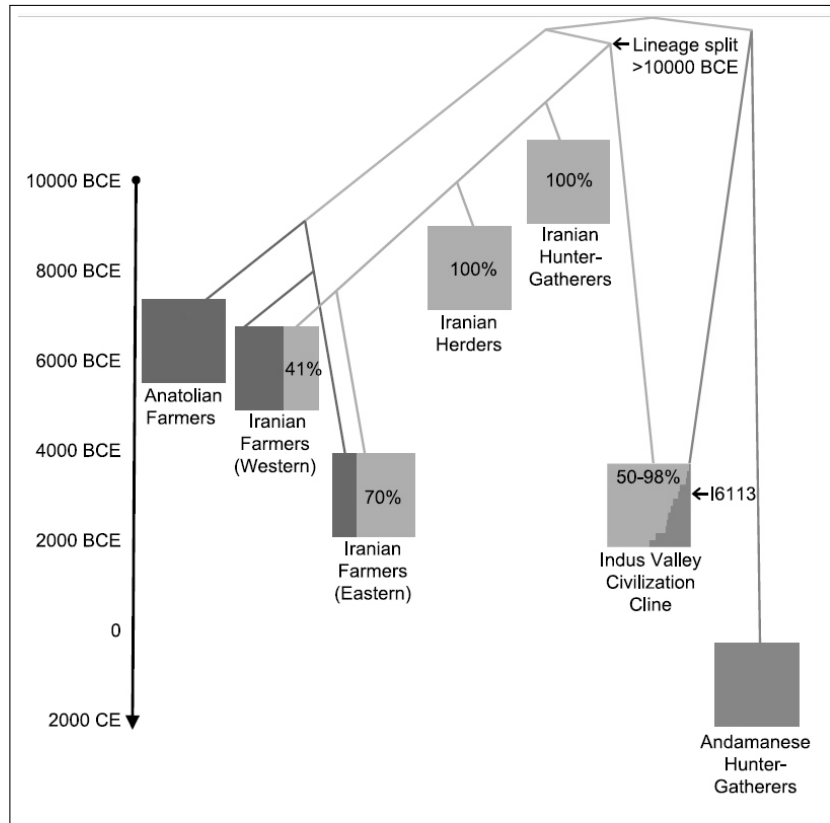 Lineage split
>10000 BCE
10000 BCE
100%
Iranian
Hunter-
Gatherers
8000 BCE
100%
Iranian
Herders
6000 BCE
Anatolian
Farmers
41%
Iranian
Farmers
(Western)
4000 BCE
70%
Iranian
Farmers
(Eastern)
50-98%
I6113
Indus Valley
Civilization
Cline
2000 BCE
0
2000 CE
Andamanese
Hunter-
Gatherers